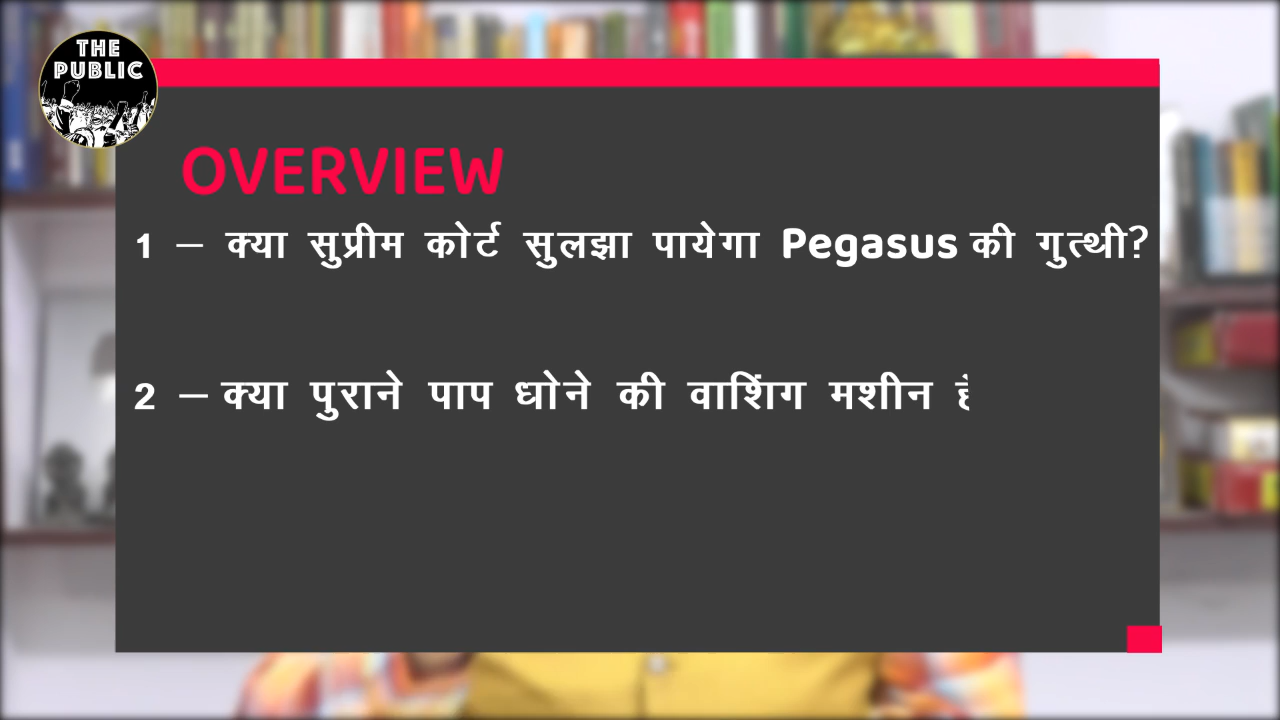 THE
PUBLIC
OVERVIEW
1 – क्या सुप्रीम कोर्ट सुलझा पायेगा Pegasus की गुत्थी?
2 – क्या पुराने पाप धोने की वाशिंग मशीन